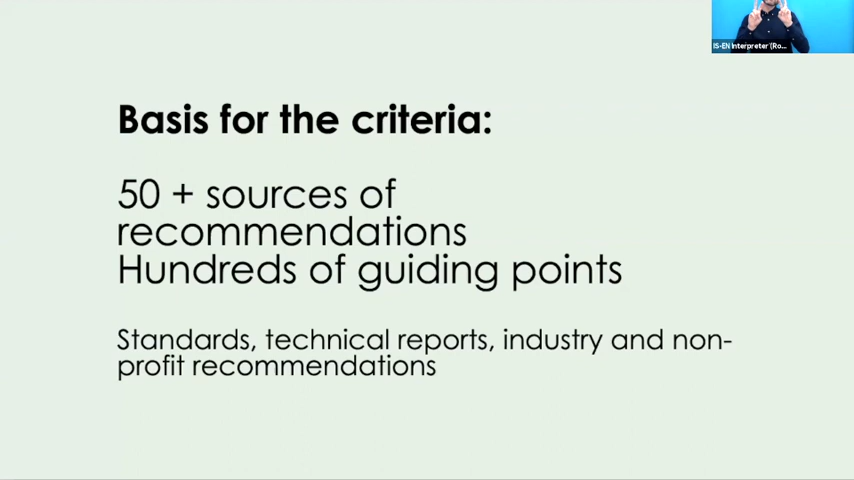 IS-EN Interpreter (Ro...
Basis for the criteria:
50 + sources of
recommendations
Hundreds of guiding points
Standards, technical reports, industry and non-
profit recommendations